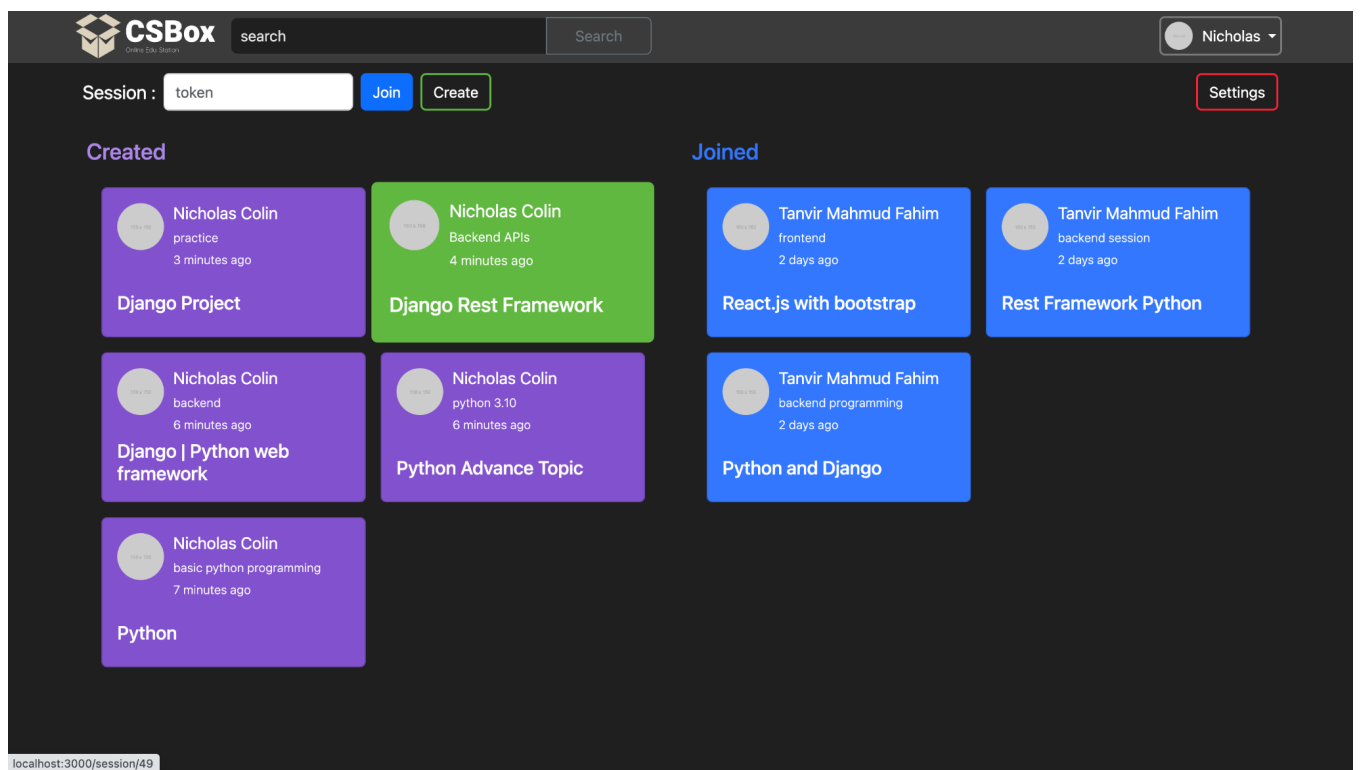 CSBox
Online Edu Station
search
Search
Nicholas
Session :
token
Join
Create
Settings
Created
Nicholas Colin
practice
3 minutes ago
Django Project
Nicholas Colin
Backend APIs
4 minutes ago
Django Rest Framework
Nicholas Colin
backend
6 minutes ago
Django | Python web
framework
Nicholas Colin
python 3.10
6 minutes ago
Python Advance Topic
Nicholas Colin
basic python programming
7 minutes ago
Python
Joined
Tanvir Mahmud Fahim
frontend
2 days ago
React.js with bootstrap
Tanvir Mahmud Fahim
backend session
2 days ago
Rest Framework Python
Tanvir Mahmud Fahim
backend programming
2 days ago
Python and Django
localhost:3000/session/49